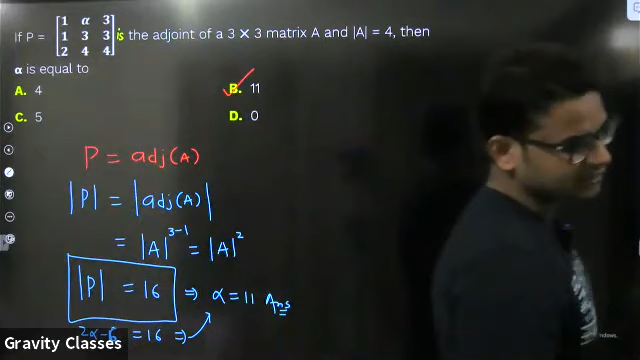 If P = [1 α 3
1 3 3
2 4 4] is the adjoint of a 3 × 3 matrix A and |A| = 4, then
α is equal to
A. 4
B. 11
C. 5
D. 0
P = adj(A)
|P| = |adj(A)|
= |A|^{3-1} = |A|^2
|P| = 16 ⇒ α = 11 Ans
2α-6 = 16 ⇒
Gravity Classes